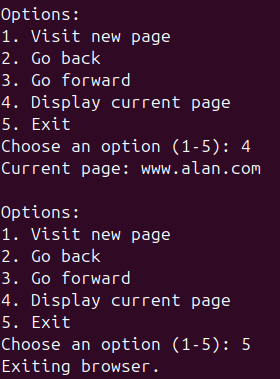 Options:
1. Visit new page
2. Go back
3. Go forward
4. Display current page
5. Exit
Choose an option (1-5): 4
Current page: www.alan.com

Options:
1. Visit new page
2. Go back
3. Go forward
4. Display current page
5. Exit
Choose an option (1-5): 5
Exiting browser.